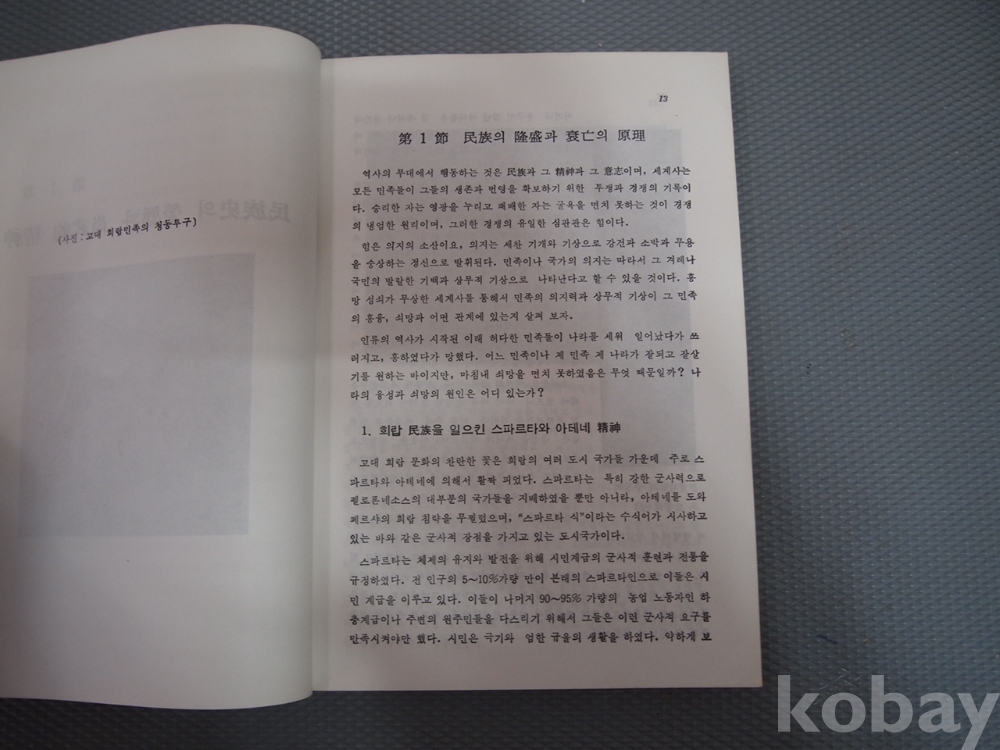 (사진 : 고대 희랍민족의 청동투구)
13
第 1 節 民族의 隆盛과 衰亡의 原理
역사의 무대에서 행동하는 것은 民族과 그 精神과 그 意志이며, 세계사는
모든 민족들이 그들의 생존과 번영을 확보하기 위한 투쟁과 경쟁의 기록이
다. 승리한 자는 영광을 누리고 패배한 자는 굴욕을 면치 못하는 것이 경쟁
의 냉엄한 원리이며, 그러한 경쟁의 유일한 심판관은 힘이다.
힘은 의지의 소산이요, 의지는 세찬 기개와 기상으로 강건과 소박과 무용
을 숭상하는 정신으로 발휘된다. 민족이나 국가의 의지는 따라서 그 겨레나
국민의 발랄한 기백과 상무적 기상으로 나타난다고 할 수 있을 것이다. 흥
망 성쇠가 무상한 세계사를 통해서 민족의 의지력과 상무적 기상이 그 민족
의 흥융, 쇠망과 어떤 관계에 있는지 살펴 보자.
인류의 역사가 시작된 이래 허다한 민족들이 나라를 세워 일어났다가 쓰
러지고, 흥하였다가 망했다. 어느 민족이나 제 민족 제 나라가 잘되고 잘살
기를 원하는 바이지만, 마침내 쇠망을 면치 못하였음은 무엇 때문일까? 나
라의 융성과 쇠망의 원인은 어디 있는가?
1. 희랍 民族을 일으킨 스파르타와 아테네 精神
고대 희랍 문화의 찬란한 꽃은 희랍의 여러 도시 국가들 가운데 주로 스
파르타와 아테네에 의해서 활짝 피었다. 스파르타는 특히 강한 군사력으로
펠로폰네소스의 대부분의 국가들을 지배하였을 뿐만 아니라, 아테네를 도와
페르샤의 희랍 침략을 무찔렀으며, “스파르타 식”이라는 수식어가 시사하고
있는 바와 같은 군사적 장점을 가지고 있는 도시국가이다.
스파르타는 체제의 유지와 발전을 위해 시민계급의 군사적 훈련과 전통을
규정하였다. 전 인구의 5~10%가량 만이 본래의 스파르타인으로 이들은 시
민 계급을 이루고 있다. 이들이 나머지 90~95% 가량의 농업 노동자인 하
층계급이나 주변의 원주민들을 다스리기 위해서 그들은 이런 군사적 요구를
만족시켜야만 했다. 시민은 극기와 엄한 규율의 생활을 하였다. 약하게 보
kobay